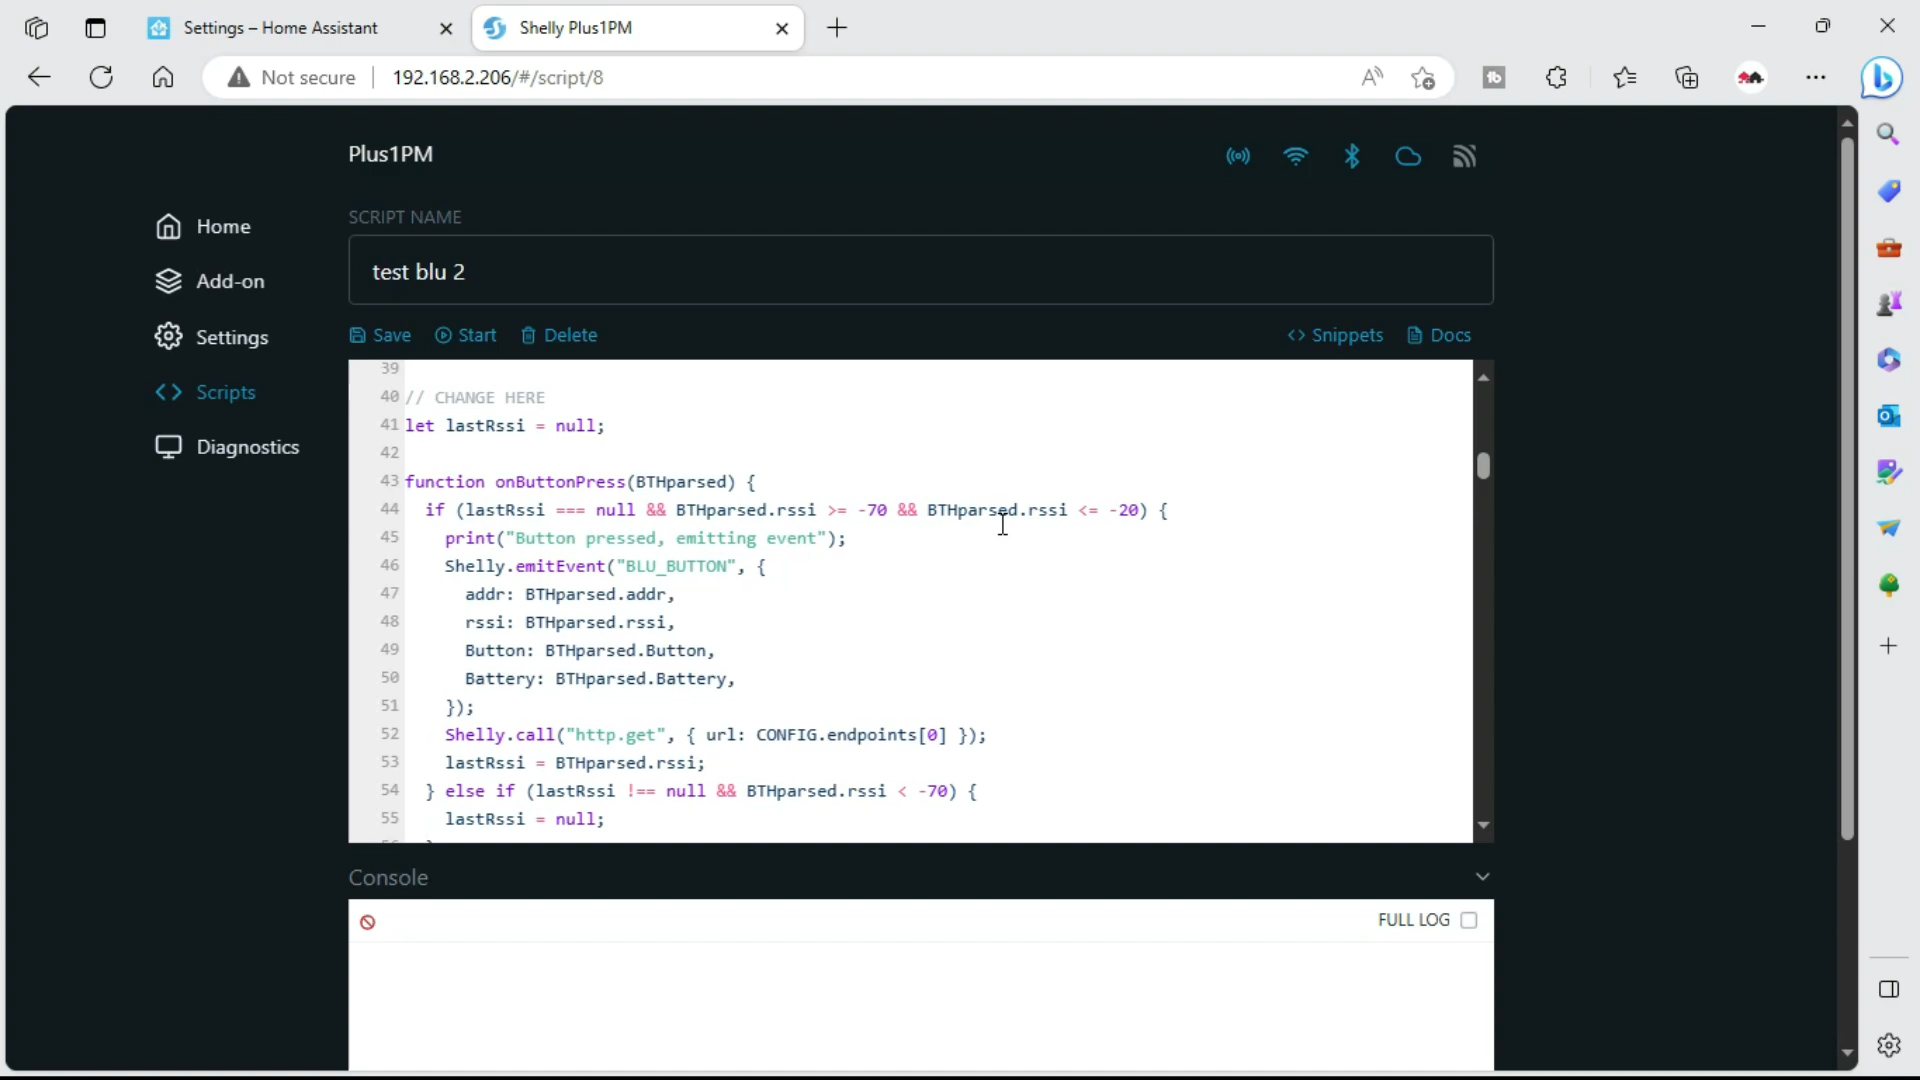 Settings – Home Assistant
Shelly Plus1PM
Not secure
192.168.2.206/#/script/8
Plus1PM
Home
Add-on
Settings
Scripts
Diagnostics
SCRIPT NAME
test blu 2
Save Start Delete
<> Snippets Docs
39
40 // CHANGE HERE
41 let lastRssi = null;
42
43 function onButtonPress(BTHparsed) {
44 if (lastRssi === null && BTHparsed.rssi >= -70 && BTHparsed.rssi <= -20) {
45 print("Button pressed, emitting event");
46 Shelly.emitEvent("BLU_BUTTON", {
47 addr: BTHparsed.addr,
48 rssi: BTHparsed.rssi,
49 Button: BTHparsed.Button,
50 Battery: BTHparsed.Battery,
51 });
52 Shelly.call("http.get", { url: CONFIG.endpoints[0] });
53 lastRssi = BTHparsed.rssi;
54 } else if (lastRssi !== null && BTHparsed.rssi < -70) {
55 lastRssi = null;
Console
FULL LOG